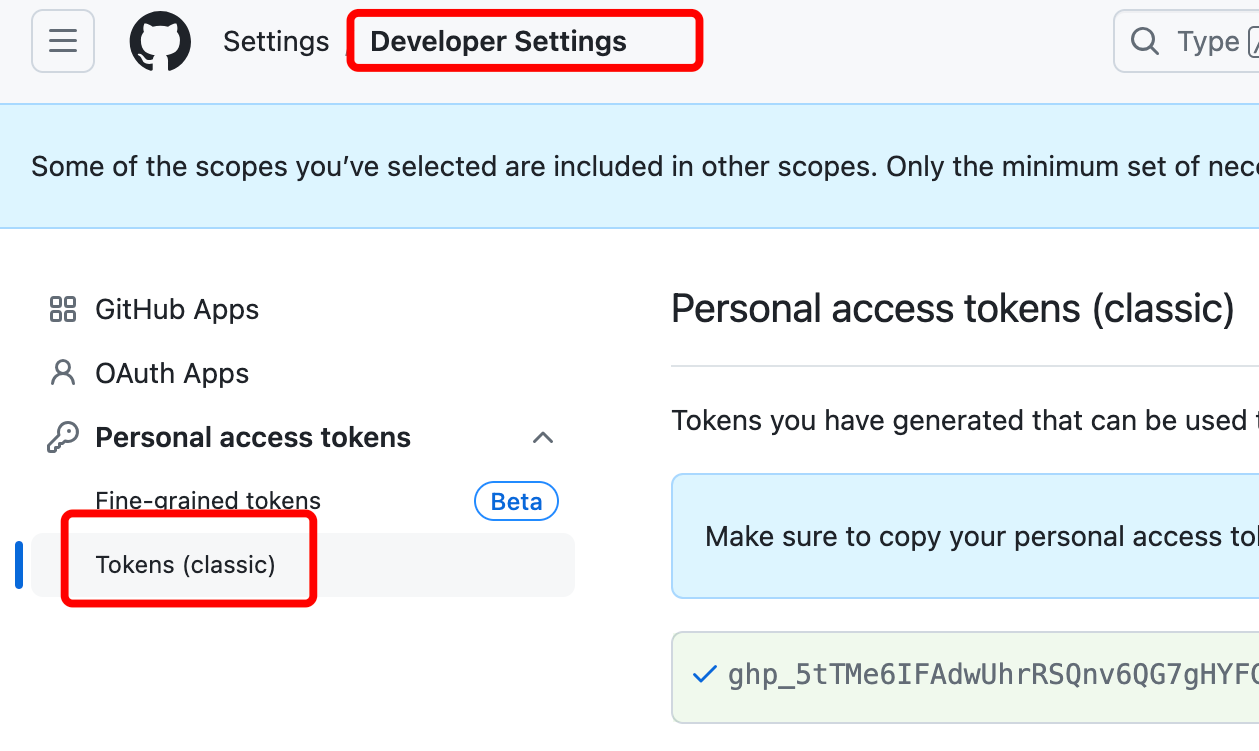 Settings / Developer Settings
Type
Some of the scopes you’ve selected are included in other scopes. Only the minimum set of
GitHub Apps
OAuth Apps
Personal access tokens
Fine-grained tokens Beta
Tokens (classic)
Personal access tokens (classic)
Tokens you have generated that can be used
Make sure to copy your personal access
ghp_5tTMe6IFAdwUhrRSQnv6QG7gHYF